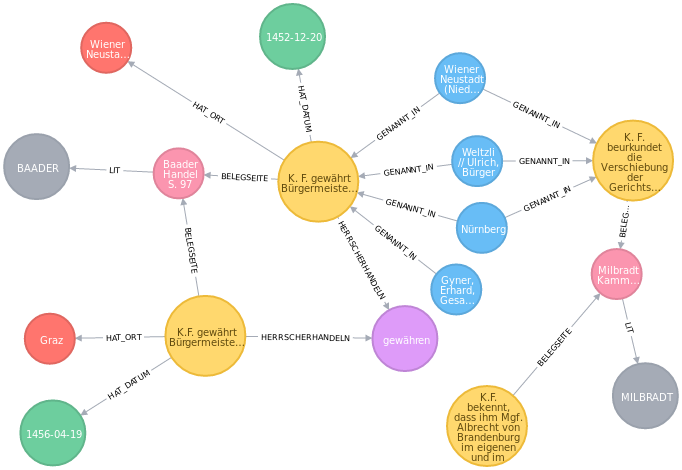 1452-12-20
Wiener
Neusta...
HAT_ORT
HAT_DATUM
Wiener
Neustadt
(Nied...
GENANNT_IN
GENANNT_IN
K. F.
beurkundet
die
Verschiebung
der
Gerichts...
BAADER
LIT
Baader
Handel
S. 97
BELEGSEITE
K. F. gewährt
Bürgermeiste...
GENANNT_IN
Weltzli
// Ulrich,
Bürger
GENANNT_IN
GENANNT_IN
Nürnberg
GENANNT_IN
BELEG...
BELEGSEITE
HERRSCHERHANDELN
GENANNT_IN
Gyner,
Erhard,
Gesa...
Milbradt
Kamm...
Graz
HAT_ORT
K.F. gewährt
Bürgermeiste...
HERRSCHERHANDELN
gewähren
BELEGSEITE
LIT
HAT_DATUM
1456-04-19
K.F.
bekennt,
dass ihm Mgf.
Albrecht von
Brandenburg
im eigenen
und im
MILBRADT